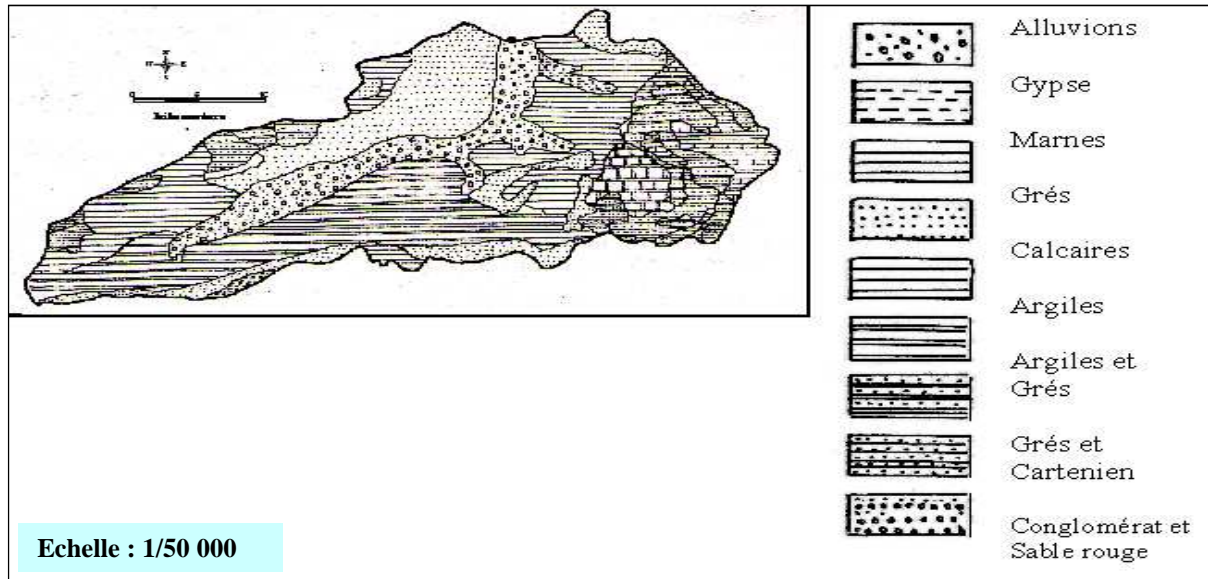 Alluvions
Gypse
Marnes
Grés
Calcaires
Argiles
Argiles et
Grés
Grés et
Cartenien
Conglomérat et
Sable rouge
Echelle : 1/50 000